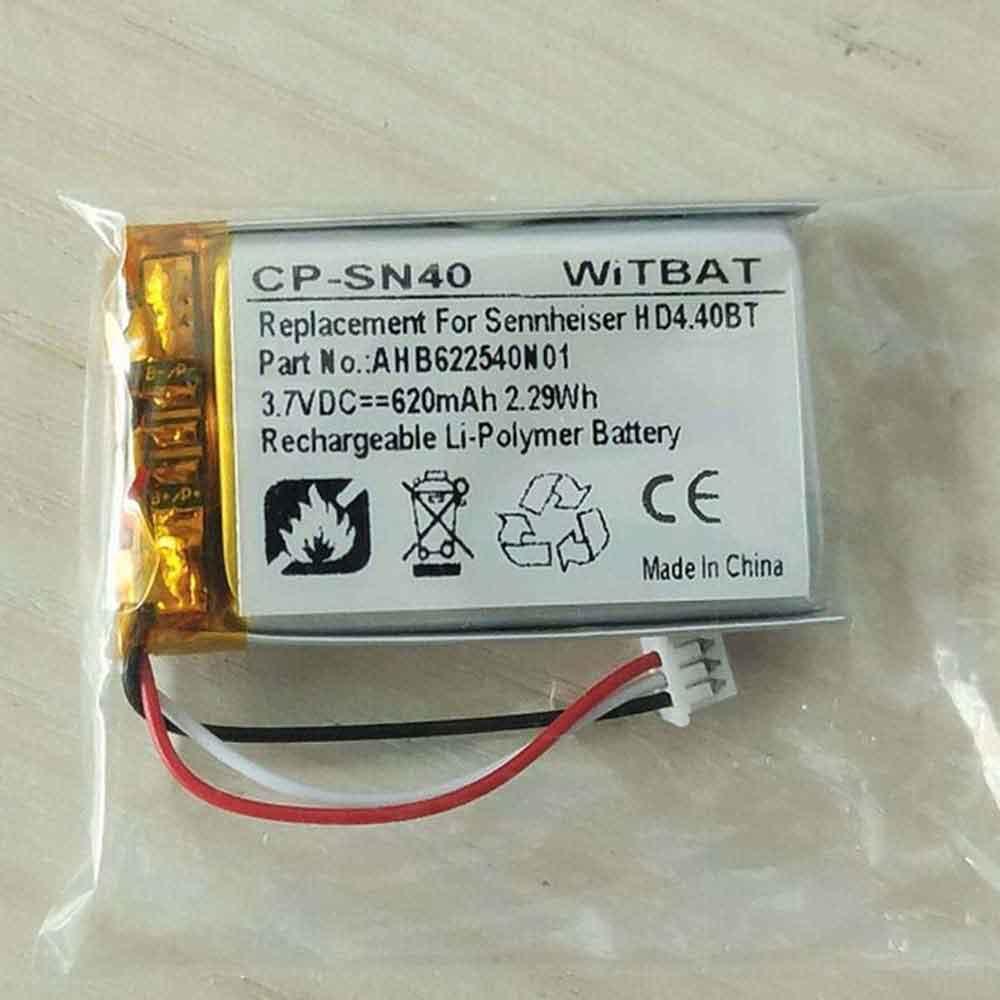 CP-SN40 WiTBAT
Replacement For Sennheiser HD4.40BT
Part No.:AHB622540N01
3.7VDC==620mAh 2.29Wh
Rechargeable Li-Polymer Battery
CE
Made In China
B-/P-
B+/P+